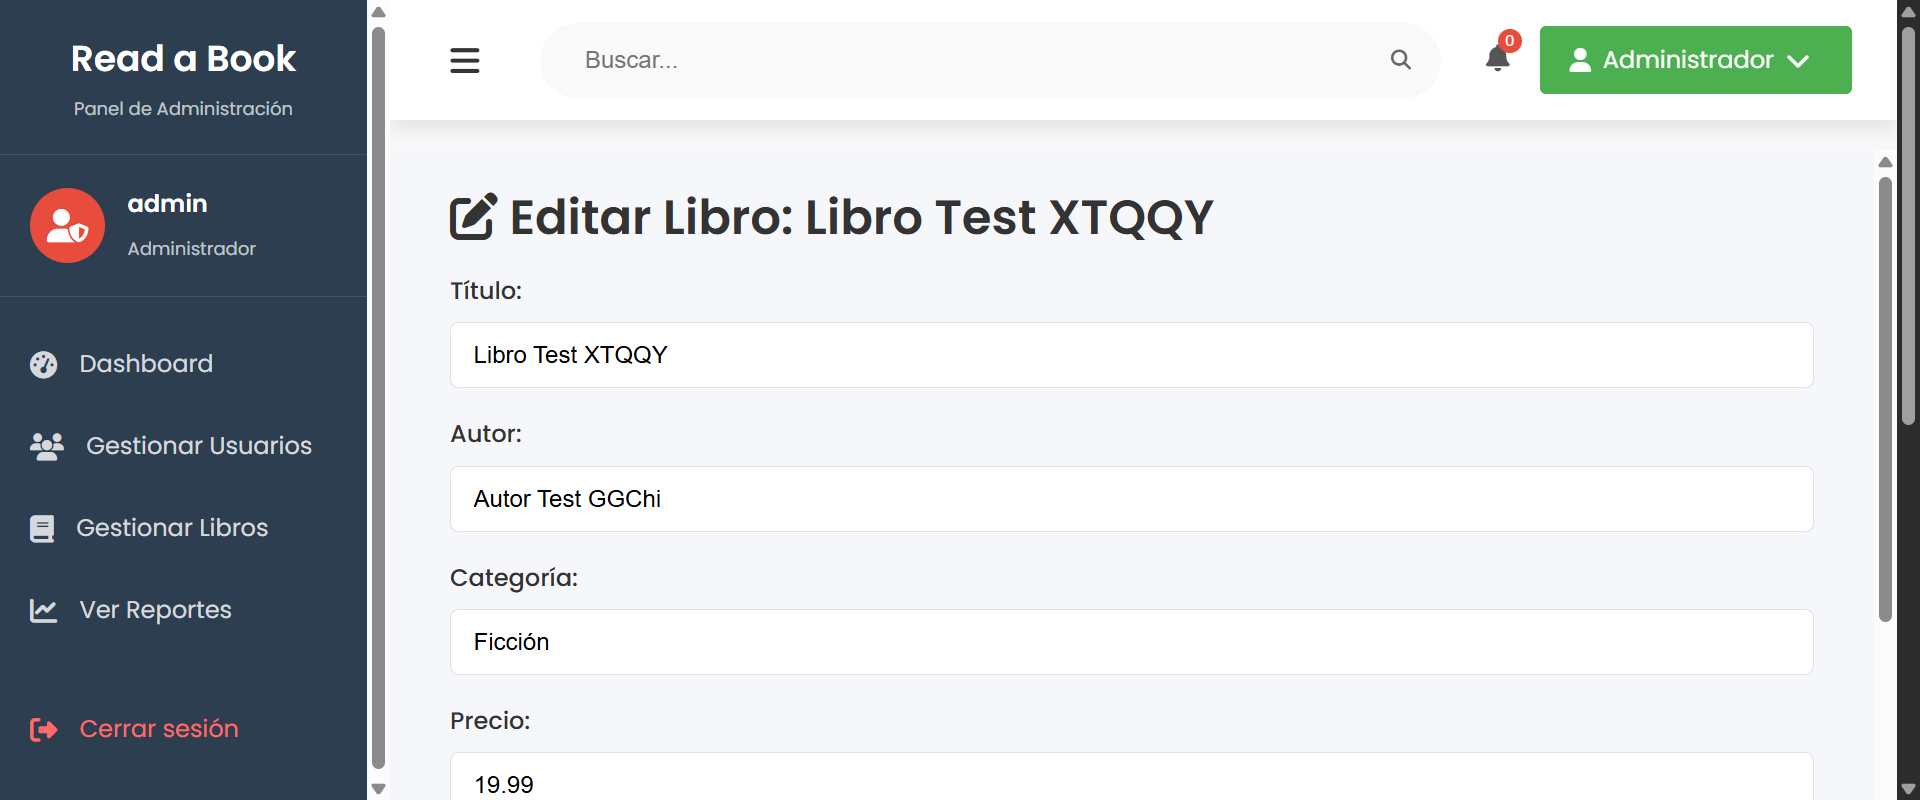 Read a Book
Panel de Administración
admin
Administrador
Dashboard
Gestionar Usuarios
Gestionar Libros
Ver Reportes
Cerrar sesión
Buscar...
0
Administrador
Editar Libro: Libro Test XTQQY
Título:
Libro Test XTQQY
Autor:
Autor Test GGChi
Categoría:
Ficción
Precio:
19.99